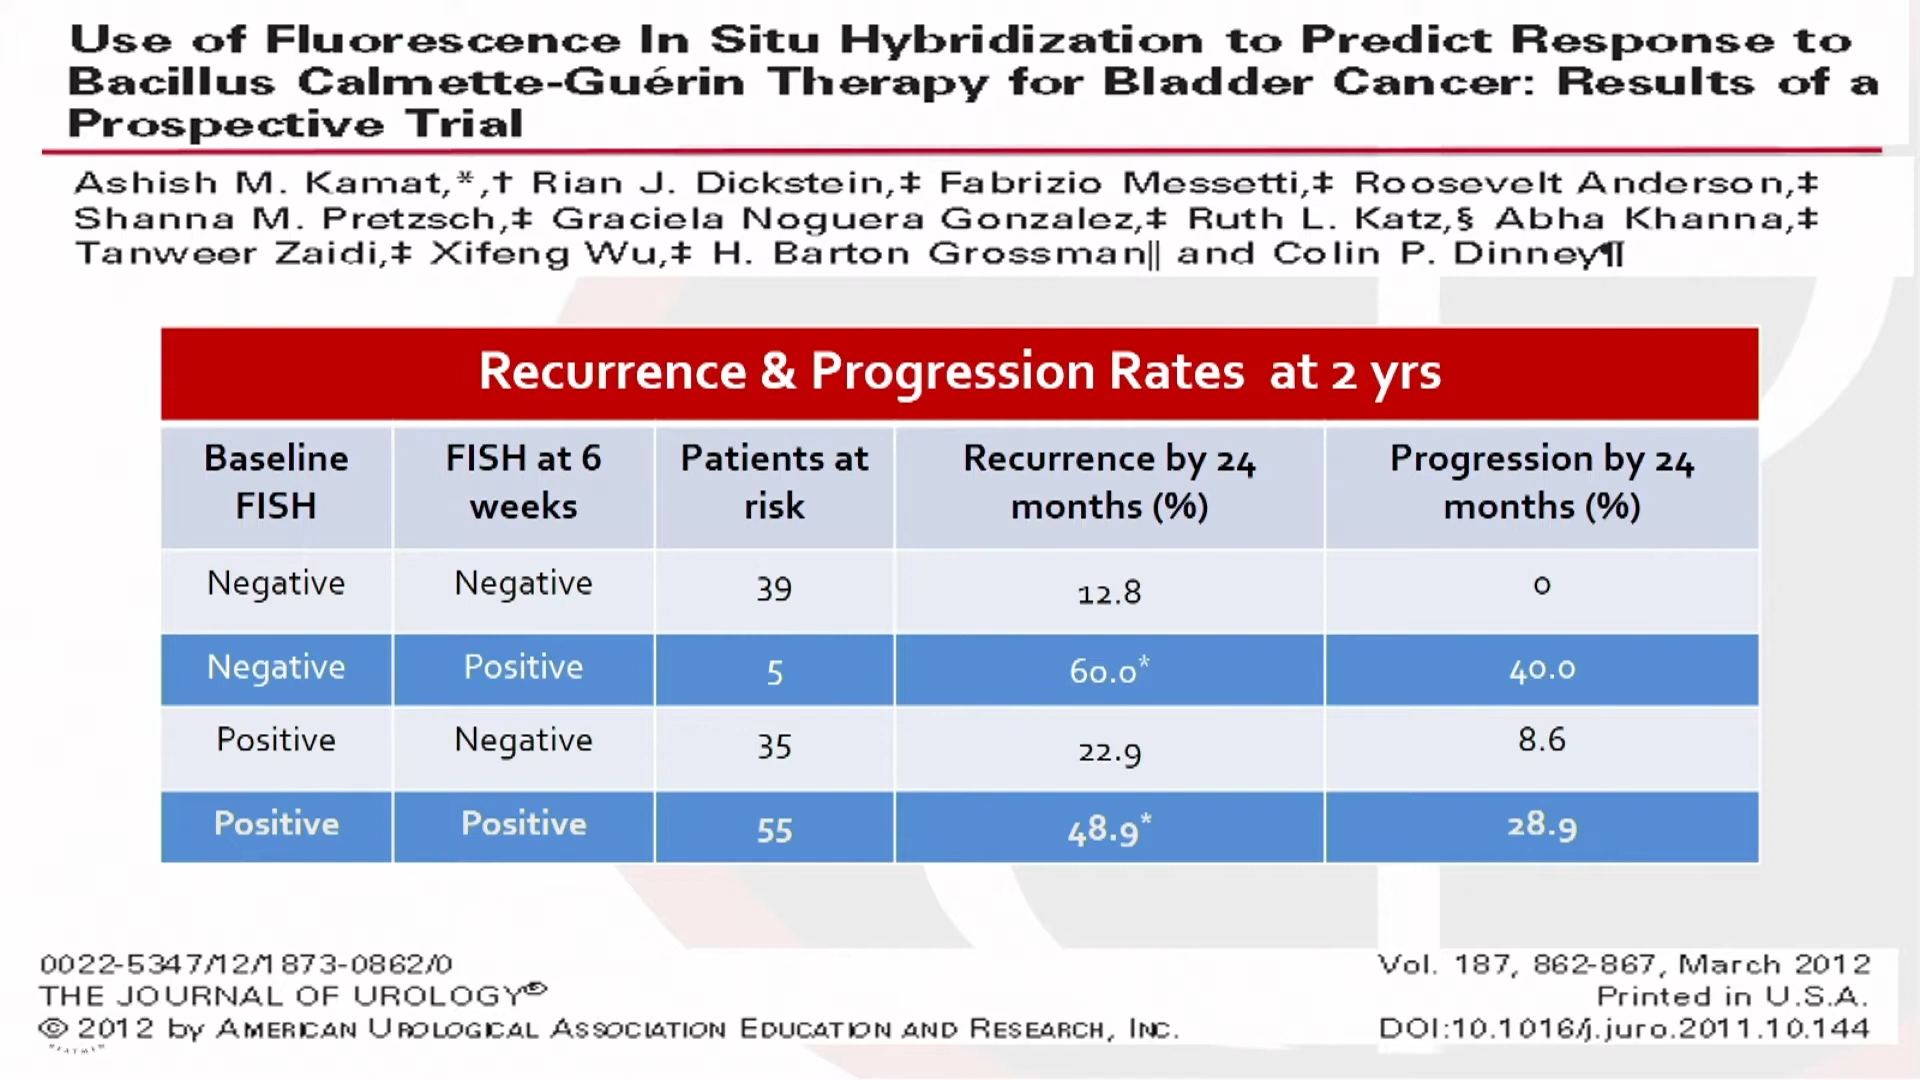 Use of Fluorescence In Situ Hybridization to Predict Response to
Bacillus Calmette-Guérin Therapy for Bladder Cancer: Results of a
Prospective Trial
Ashish M. Kamat,*,† Rian J. Dickstein,‡ Fabrizio Messetti,‡ Roosevelt Anderson,‡
Shanna M. Pretzsch,‡ Graciela Noguera Gonzalez,‡ Ruth L. Katz,§ Abha Khanna,‡
Tanweer Zaidi,‡ Xifeng Wu,‡ H. Barton Grossman‖ and Colin P. Dinney¶
Recurrence & Progression Rates at 2 yrs
Baseline FISH | FISH at 6 weeks | Patients at risk | Recurrence by 24 months (%) | Progression by 24 months (%)
Negative | Negative | 39 | 12.8 | 0
Negative | Positive | 5 | 60.0* | 40.0
Positive | Negative | 35 | 22.9 | 8.6
Positive | Positive | 55 | 48.9* | 28.9
0022-5347/12/1873-0862/0
THE JOURNAL OF UROLOGY®
© 2012 by AMERICAN UROLOGICAL ASSOCIATION EDUCATION AND RESEARCH, INC.
Vol. 187, 862-867, March 2012
Printed in U.S.A.
DOI:10.1016/j.juro.2011.10.144